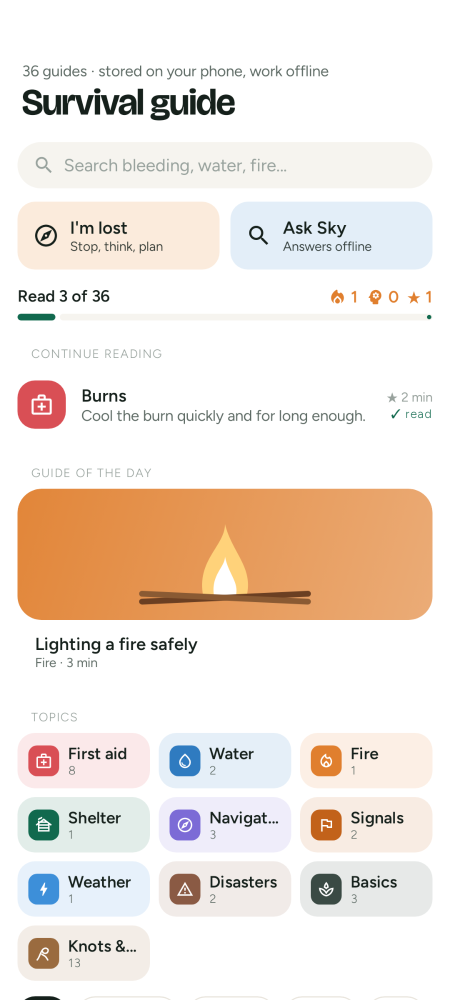 36 guides · stored on your phone, work offline
Survival guide
Search bleeding, water, fire...
I'm lost
Stop, think, plan
Ask Sky
Answers offline
Read 3 of 36
1 0 ★ 1
CONTINUE READING
Burns
Cool the burn quickly and for long enough.
★ 2 min
✓ read
GUIDE OF THE DAY
Lighting a fire safely
Fire · 3 min
TOPICS
First aid
8
Water
2
Fire
1
Shelter
1
Navigat...
3
Signals
2
Weather
1
Disasters
2
Basics
3
Knots &...
13